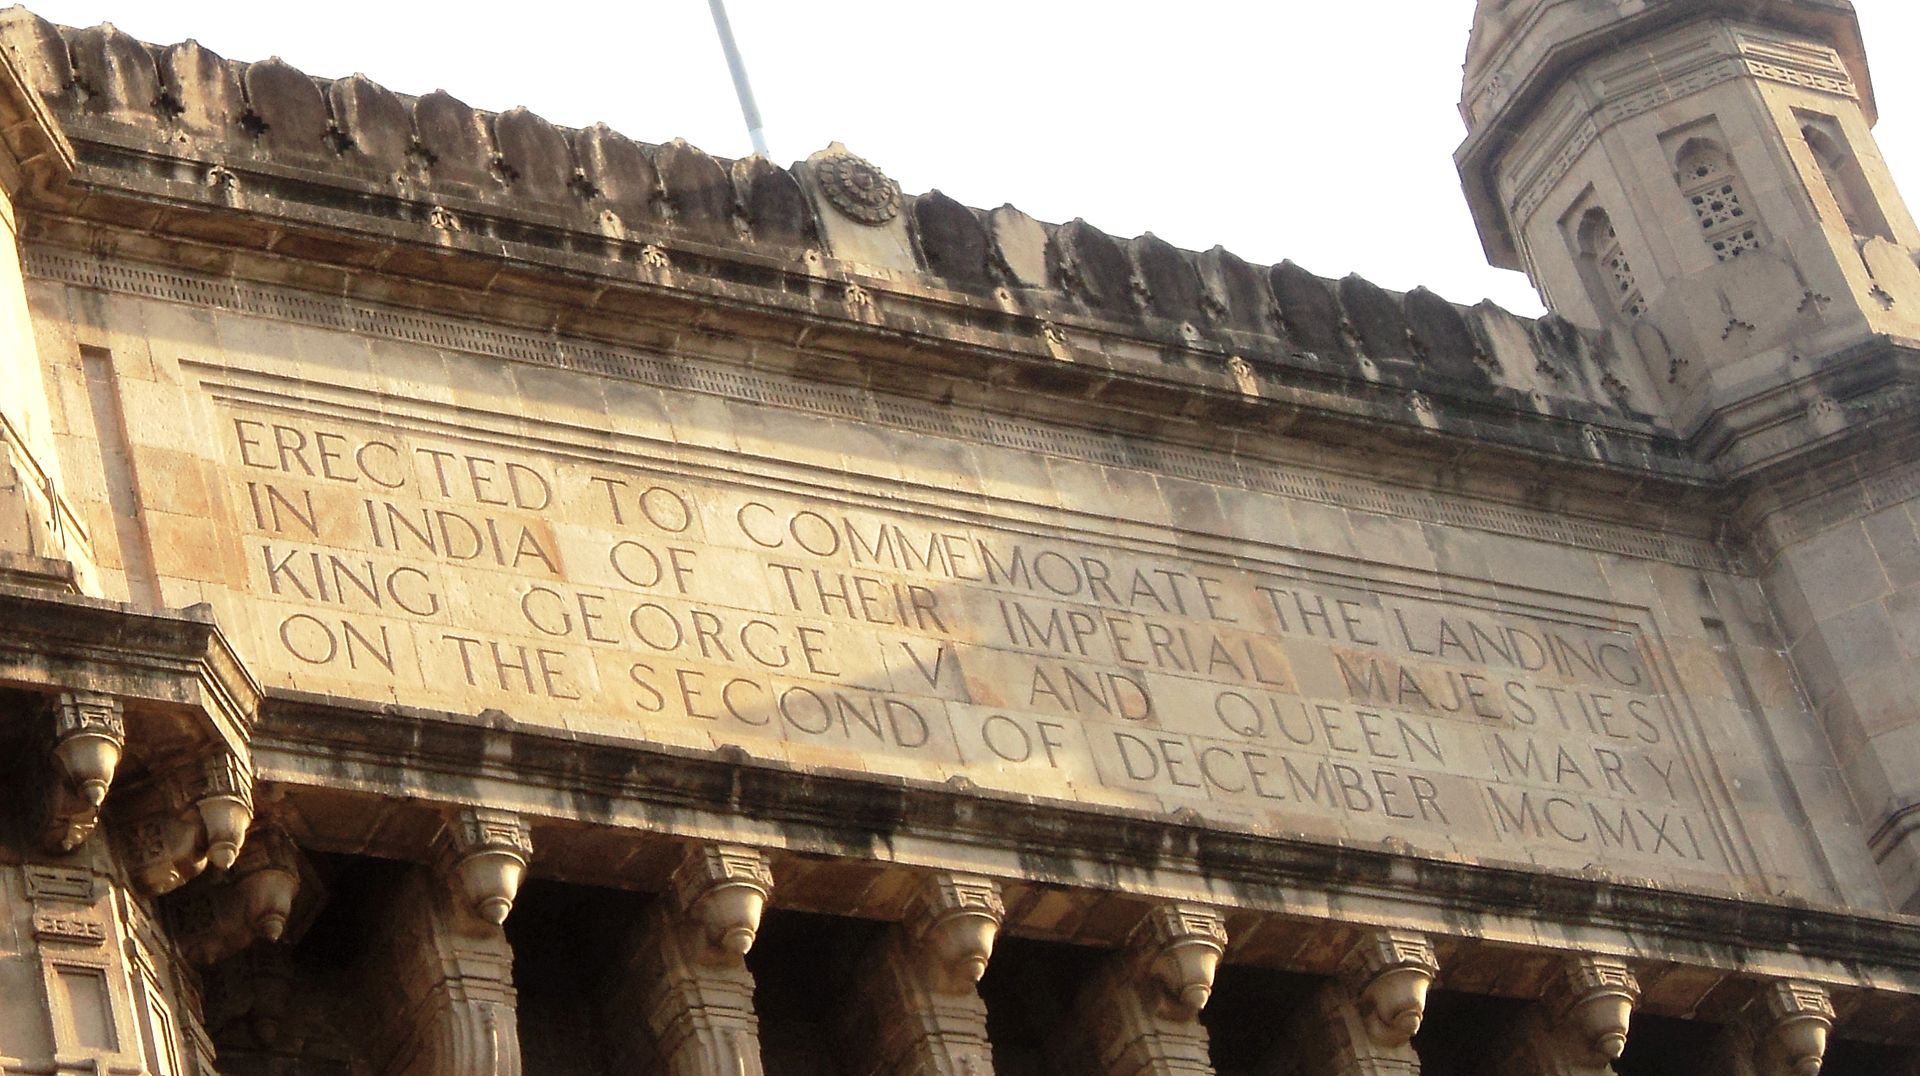 ERECTED TO COMMEMORATE THE LANDING
IN INDIA OF THEIR IMPERIAL MAJESTIES
KING GEORGE V AND QUEEN MARY
ON THE SECOND OF DECEMBER MCMXI